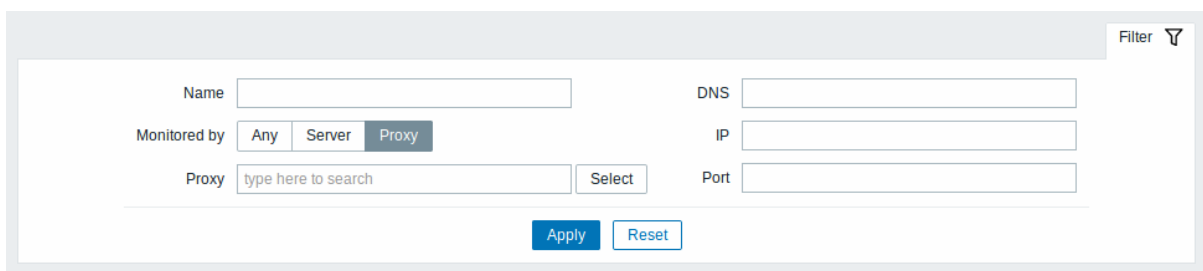 Filter
Name DNS
Monitored by Any Server Proxy IP
Proxy type here to search Select Port
Apply Reset